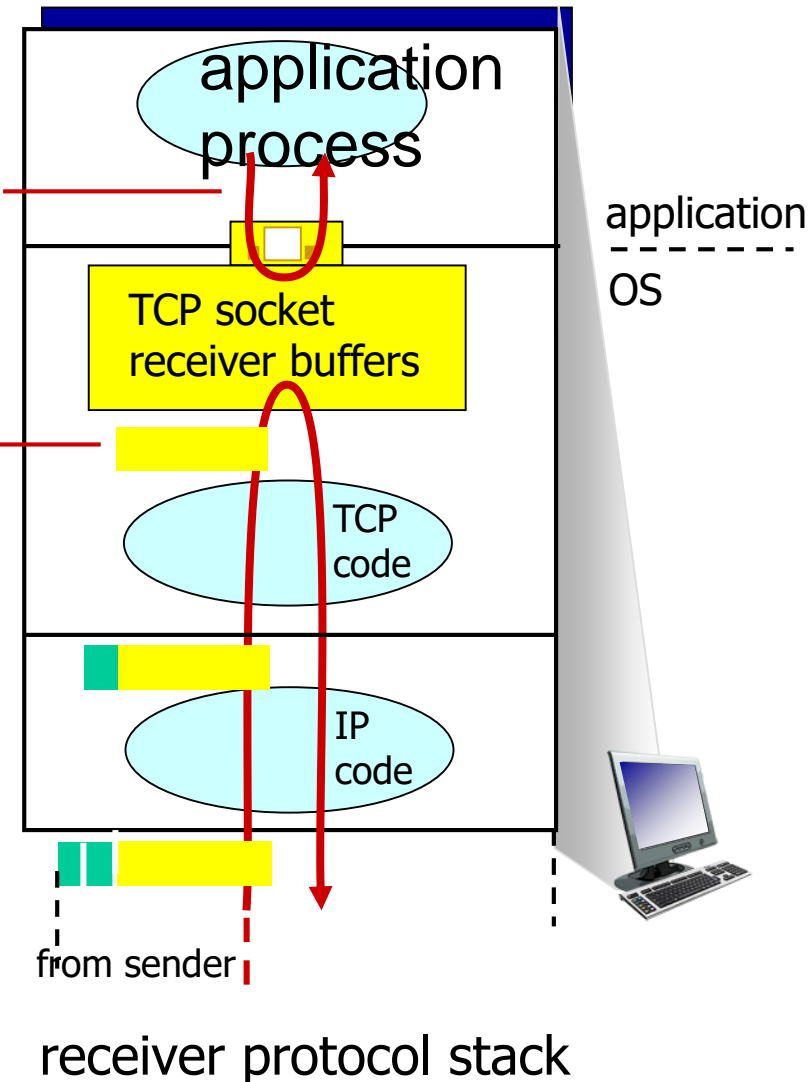 application
process
application
OS
TCP socket
receiver buffers
TCP
code
IP
code
from sender
receiver protocol stack